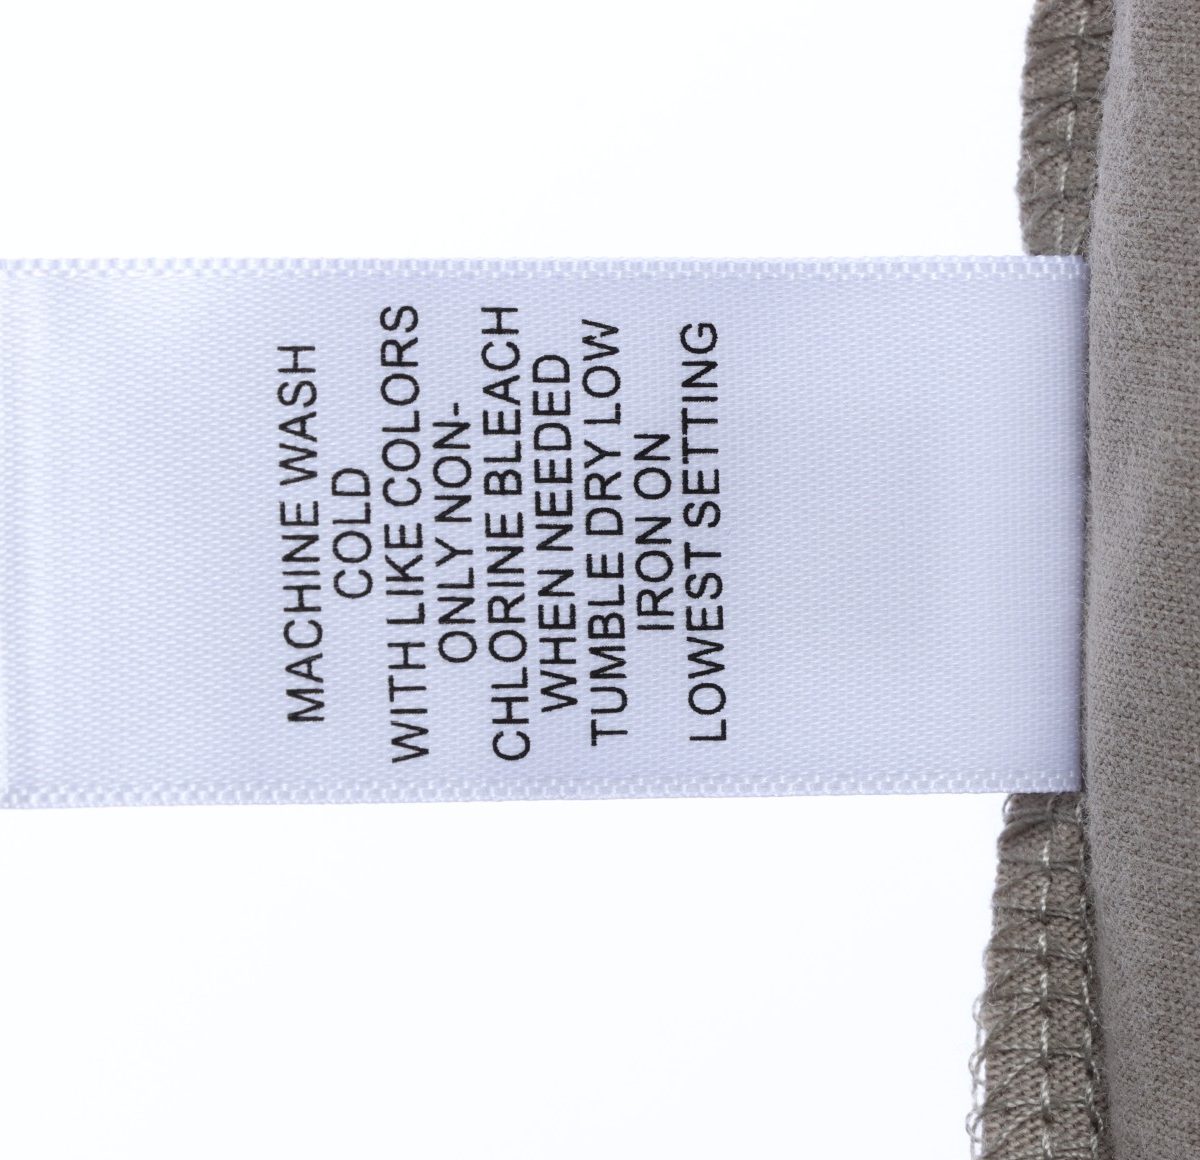 MACHINE WASH
COLD
WITH LIKE COLORS
ONLY NON-
CHLORINE BLEACH
WHEN NEEDED
TUMBLE DRY LOW
IRON ON
LOWEST SETTING